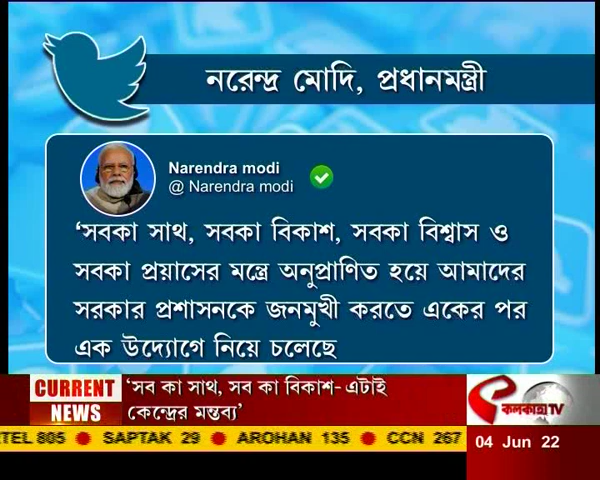 নরেন্দ্র মোদি, প্রধানমন্ত্রী
Narendra modi
@ Narendra modi
‘সবকা সাথ, সবকা বিকাশ, সবকা বিশ্বাস ও
সবকা প্রয়াসের মন্ত্রে অনুপ্রাণিত হয়ে আমাদের
সরকার প্রশাসনকে জনমুখী করতে একের পর
এক উদ্যোগে নিয়ে চলেছে
CURRENT
NEWS
‘সব কা সাথ, সব কা বিকাশ- এটাই
কেন্দ্রের মন্তব্য’
কলকাতা TV
TEL 805 SAPTAK 29 AROHAN 135 CCN 267
04 Jun 22